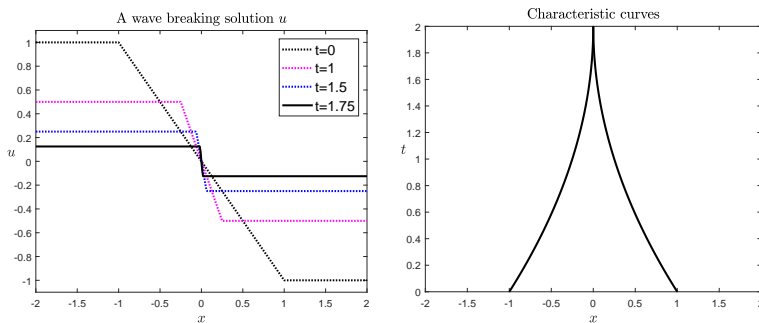 A wave breaking solution u
1
0.8
0.6
0.4
0.2
0
-0.2
-0.4
-0.6
-0.8
-1
u
t=0
t=1
t=1.5
t=1.75
-2 -1.5 -1 -0.5 0 0.5 1 1.5 2
x
Characteristic curves
2
1.8
1.6
1.4
1.2
1
0.8
0.6
0.4
0.2
0
t
-2 -1.5 -1 -0.5 0 0.5 1 1.5 2
x